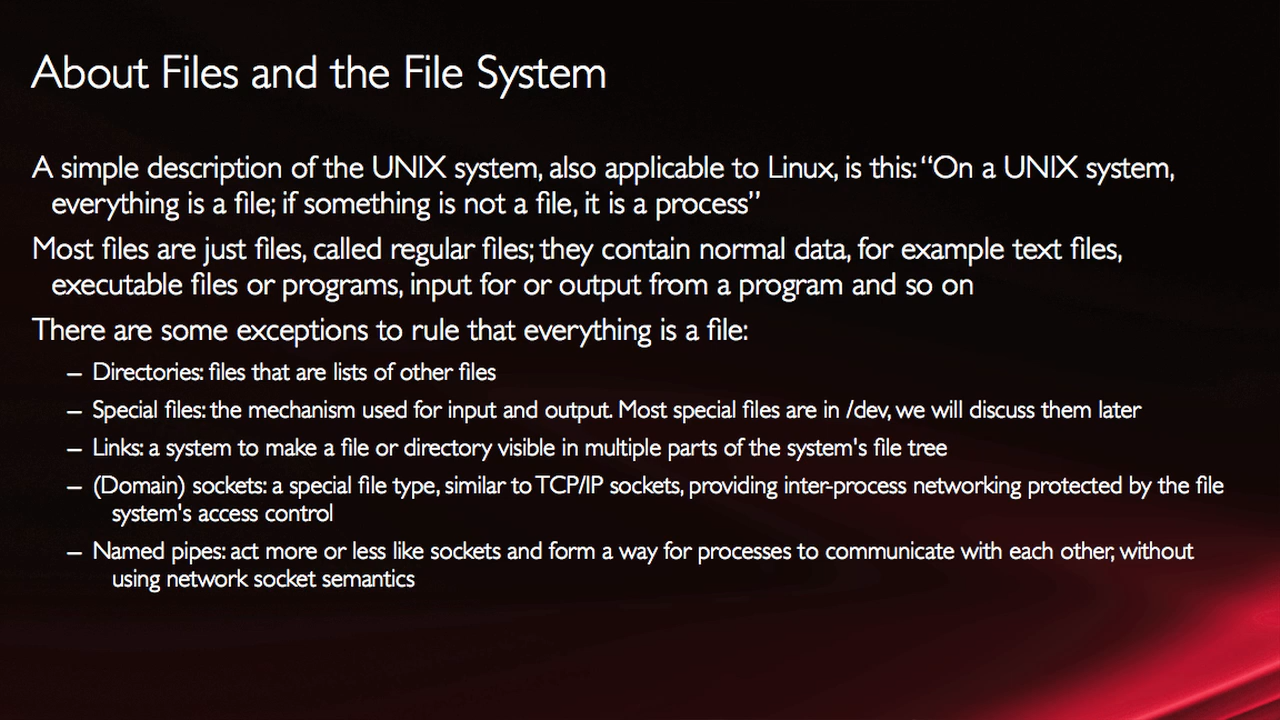 About Files and the File System
A simple description of the UNIX system, also applicable to Linux, is this: “On a UNIX system,
everything is a file; if something is not a file, it is a process”
Most files are just files, called regular files; they contain normal data, for example text files,
executable files or programs, input for or output from a program and so on
There are some exceptions to rule that everything is a file:
– Directories: files that are lists of other files
– Special files: the mechanism used for input and output. Most special files are in /dev, we will discuss them later
– Links: a system to make a file or directory visible in multiple parts of the system's file tree
– (Domain) sockets: a special file type, similar to TCP/IP sockets, providing inter-process networking protected by the file
system's access control
– Named pipes: act more or less like sockets and form a way for processes to communicate with each other, without
using network socket semantics